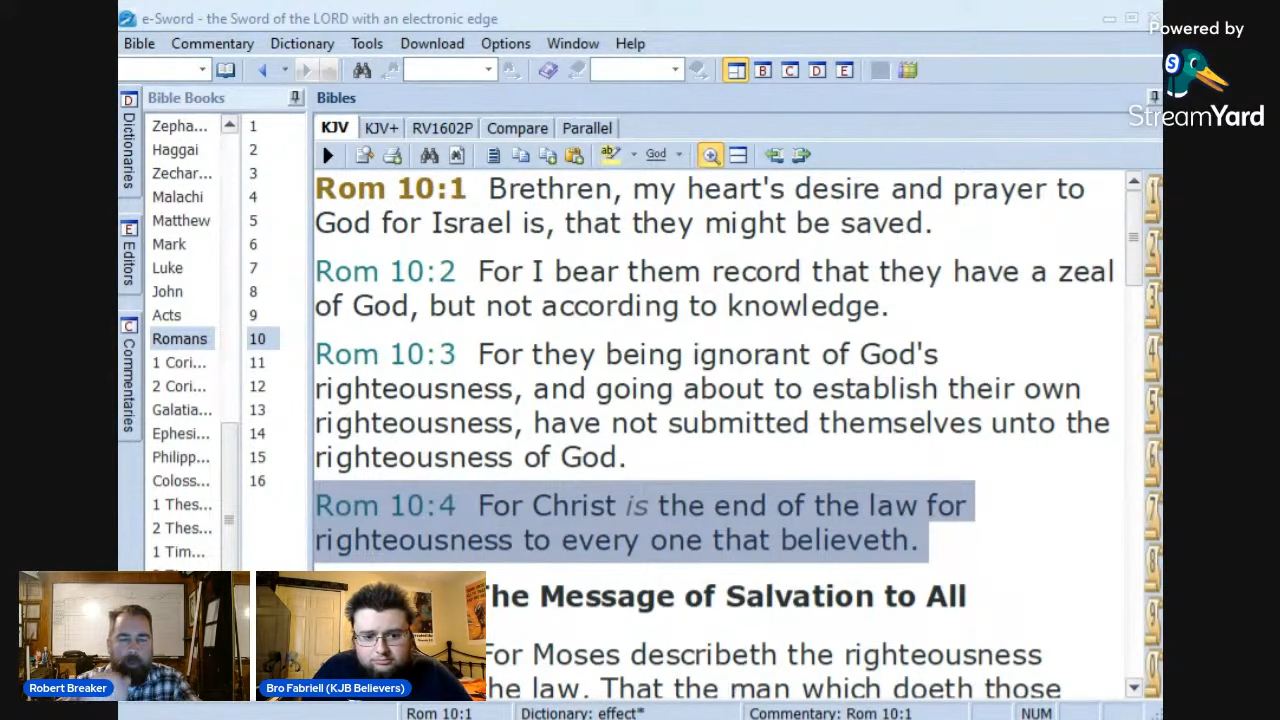 e-Sword - the Sword of the LORD with an electronic edge
Powered by
StreamYard
Bible Commentary Dictionary Tools Download Options Window Help
B C D E
D Dictionaries
E Editors
C Commentaries
Bible Books
Zepha...
Haggai
Zechar...
Malachi
Matthew
Mark
Luke
John
Acts
Romans
1 Cori...
2 Cori...
Galatia...
Ephesi...
Philipp...
Coloss...
1 Thes...
2 Thes...
1 Tim...
1
2
3
4
5
6
7
8
9
10
11
12
13
14
15
16
Bibles
KJV KJV+ RV1602P Compare Parallel
God
Rom 10:1 Brethren, my heart's desire and prayer to
God for Israel is, that they might be saved.
Rom 10:2 For I bear them record that they have a zeal
of God, but not according to knowledge.
Rom 10:3 For they being ignorant of God's
righteousness, and going about to establish their own
righteousness, have not submitted themselves unto the
righteousness of God.
Rom 10:4 For Christ is the end of the law for
righteousness to every one that believeth.
he Message of Salvation to All
For Moses describeth the righteousness
he law, That the man which doeth those
1
2
3
4
5
6
7
8
9
Robert Breaker
Bro Fabriell (KJB Believers)
Rom 10:1 Dictionary: effect* Commentary: Rom 10:1 NUM